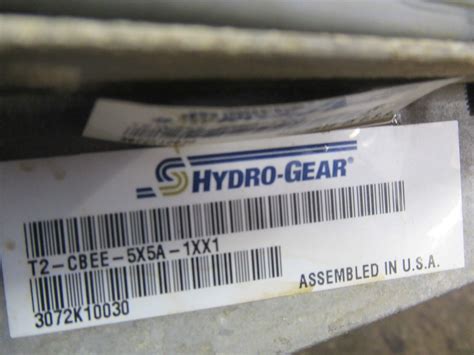 HYDRO-GEAR®
T2-CBEE-5X5A-1XX1
3072K10030
ASSEMBLED IN U.S.A.